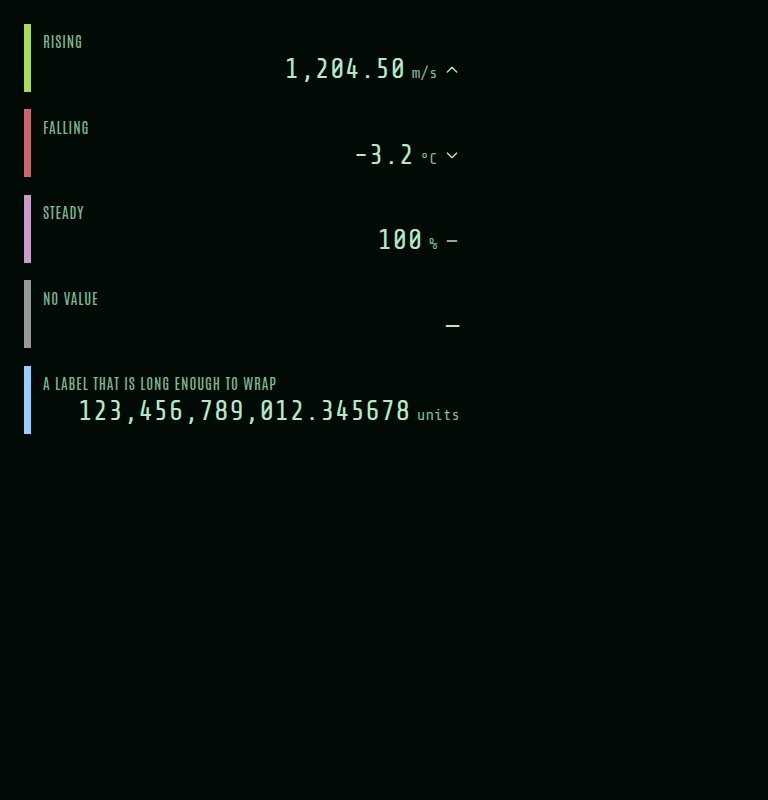 RISING
1,204.50 m/s
FALLING
-3.2 °C
STEADY
100 % —
NO VALUE
—
A LABEL THAT IS LONG ENOUGH TO WRAP
123,456,789,012.345678 units